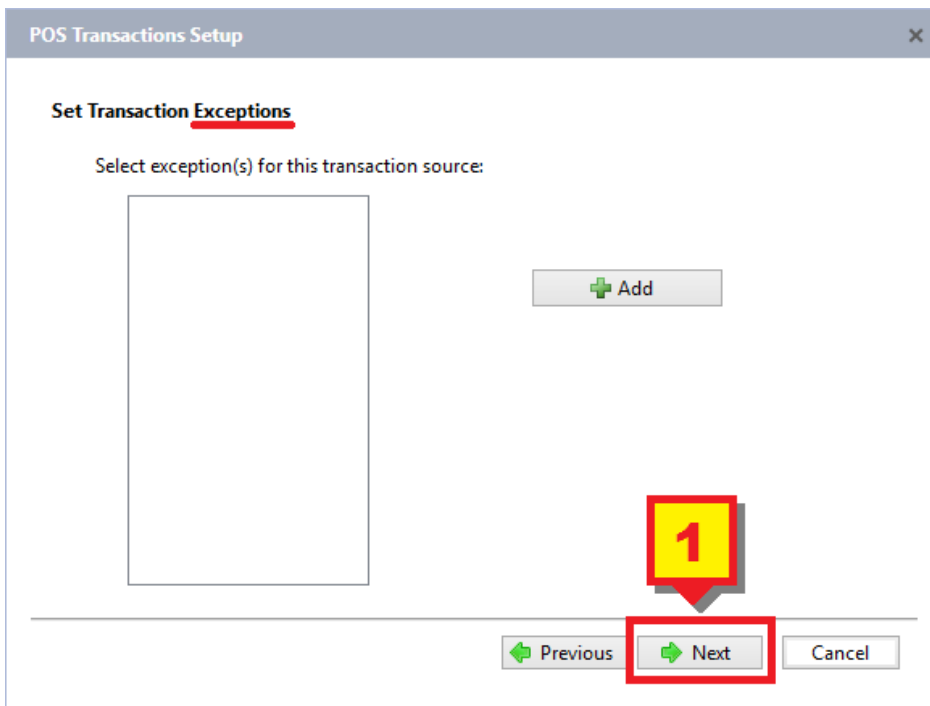 POS Transactions Setup
Set Transaction Exceptions
Select exception(s) for this transaction source:
Add
1
Previous
Next
Cancel